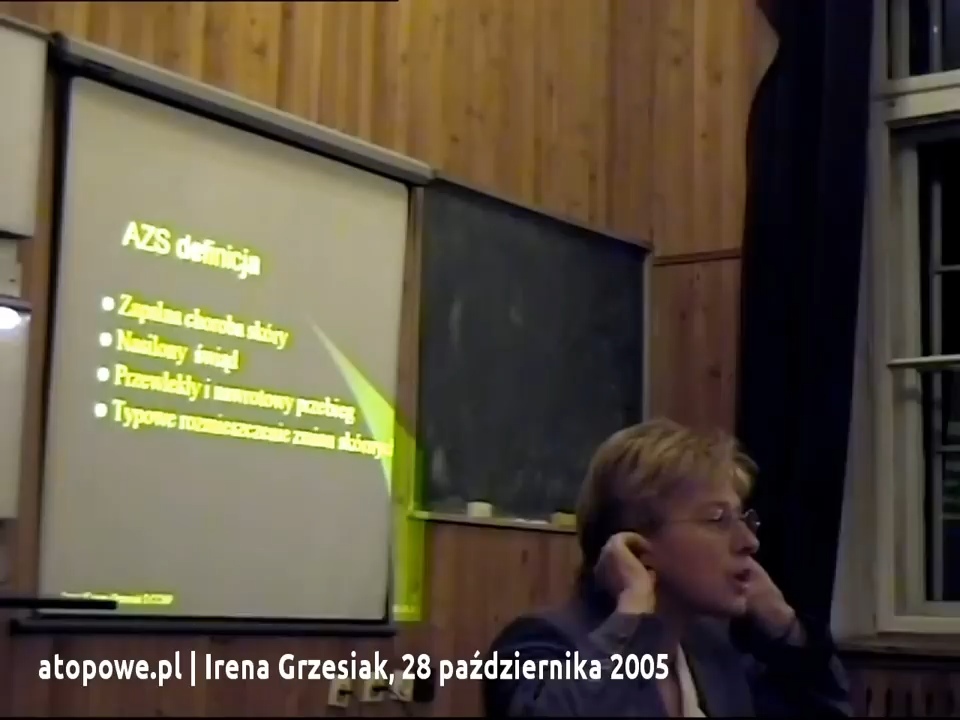 AZS definicja
Zapalna choroba skóry
Nasilony świąd
Przewlekły i nawrotowy przebieg
Typowe rozmieszczenie zmian
atopowe.pl | Irena Grzesiak, 28 października 2005